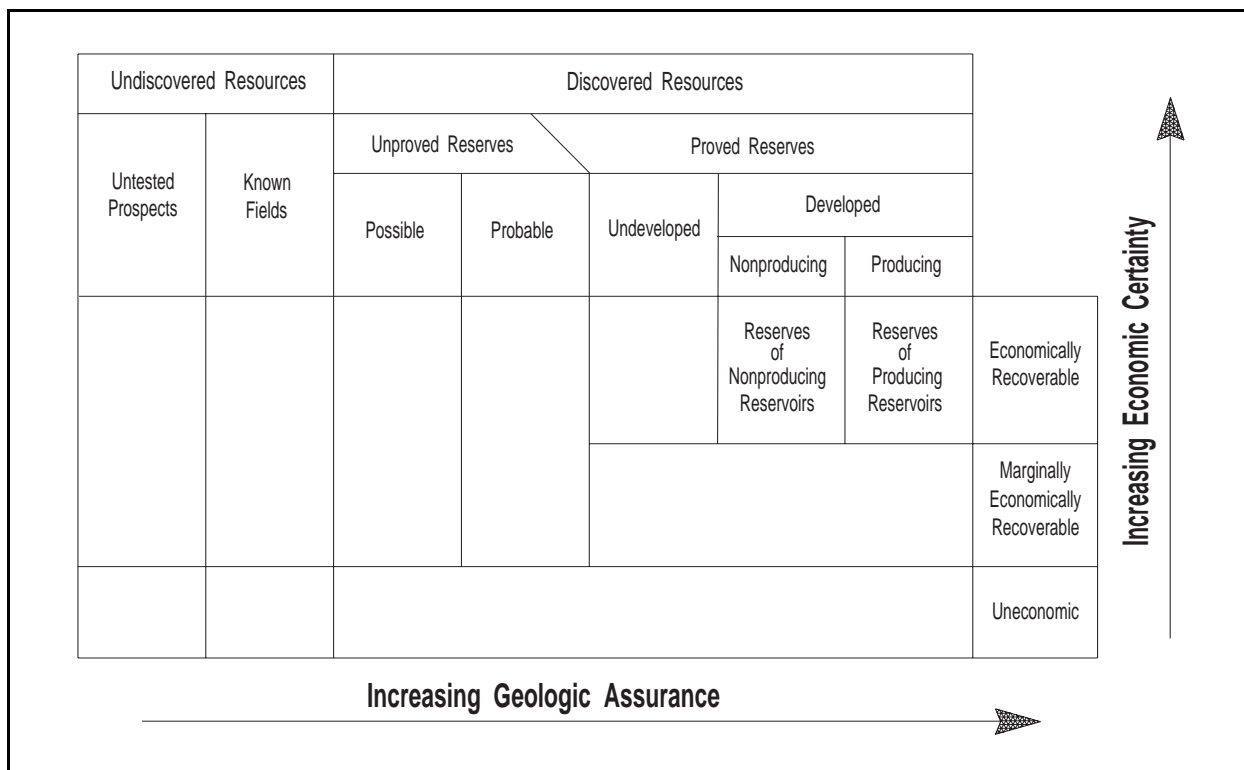 Undiscovered Resources
Discovered Resources
Unproved Reserves
Proved Reserves
Untested
Prospects
Known
Fields
Possible
Probable
Undeveloped
Developed
Nonproducing
Producing
Reserves
of
Nonproducing
Reservoirs
Reserves
of
Producing
Reservoirs
Economically
Recoverable
Marginally
Economically
Recoverable
Uneconomic
Increasing Economic Certainty
Increasing Geologic Assurance